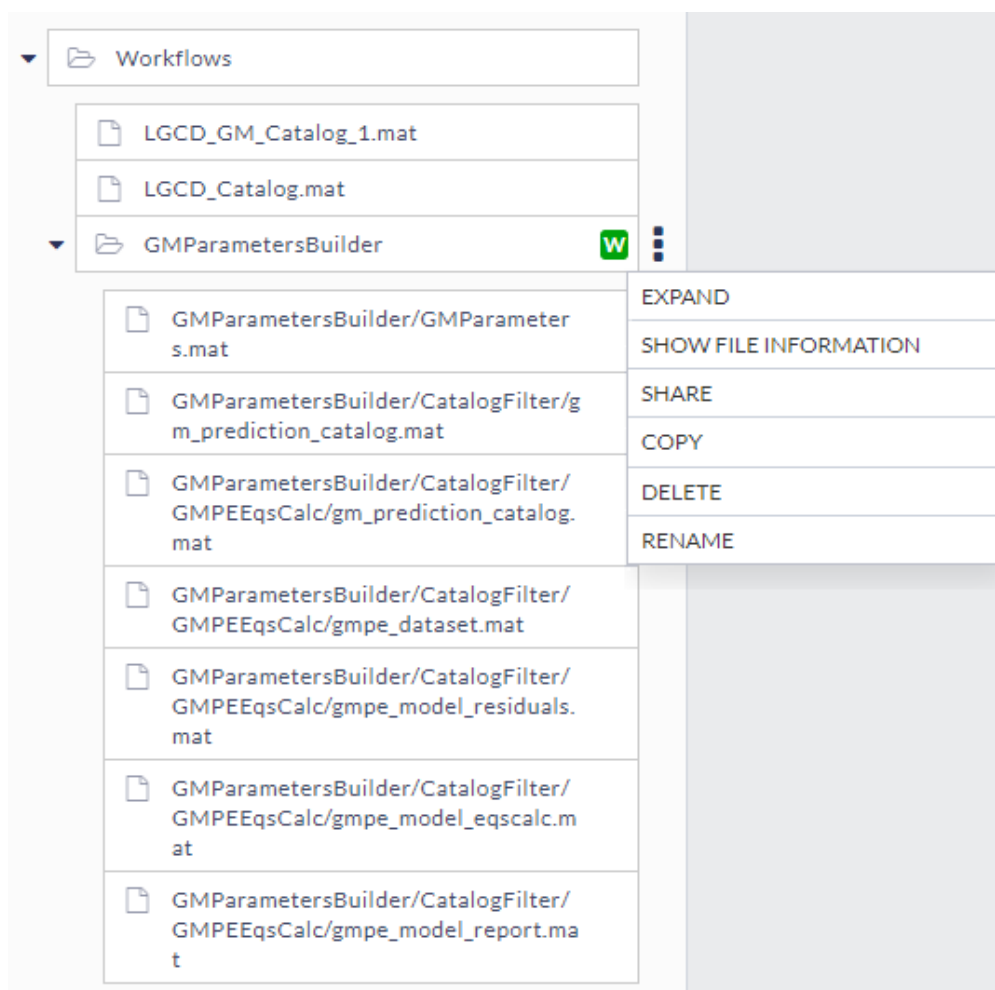 Workflows
LGCD_GM_Catalog_1.mat
LGCD_Catalog.mat
GMParametersBuilder W
EXPAND
SHOW FILE INFORMATION
SHARE
COPY
DELETE
RENAME
GMParametersBuilder/GMParameter
s.mat
GMParametersBuilder/CatalogFilter/g
m_prediction_catalog.mat
GMParametersBuilder/CatalogFilter/
GMPEEqsCalc/gm_prediction_catalog.
mat
GMParametersBuilder/CatalogFilter/
GMPEEqsCalc/gmpe_dataset.mat
GMParametersBuilder/CatalogFilter/
GMPEEqsCalc/gmpe_model_residuals.
mat
GMParametersBuilder/CatalogFilter/
GMPEEqsCalc/gmpe_model_eqscalc.m
at
GMParametersBuilder/CatalogFilter/
GMPEEqsCalc/gmpe_model_report.ma
t